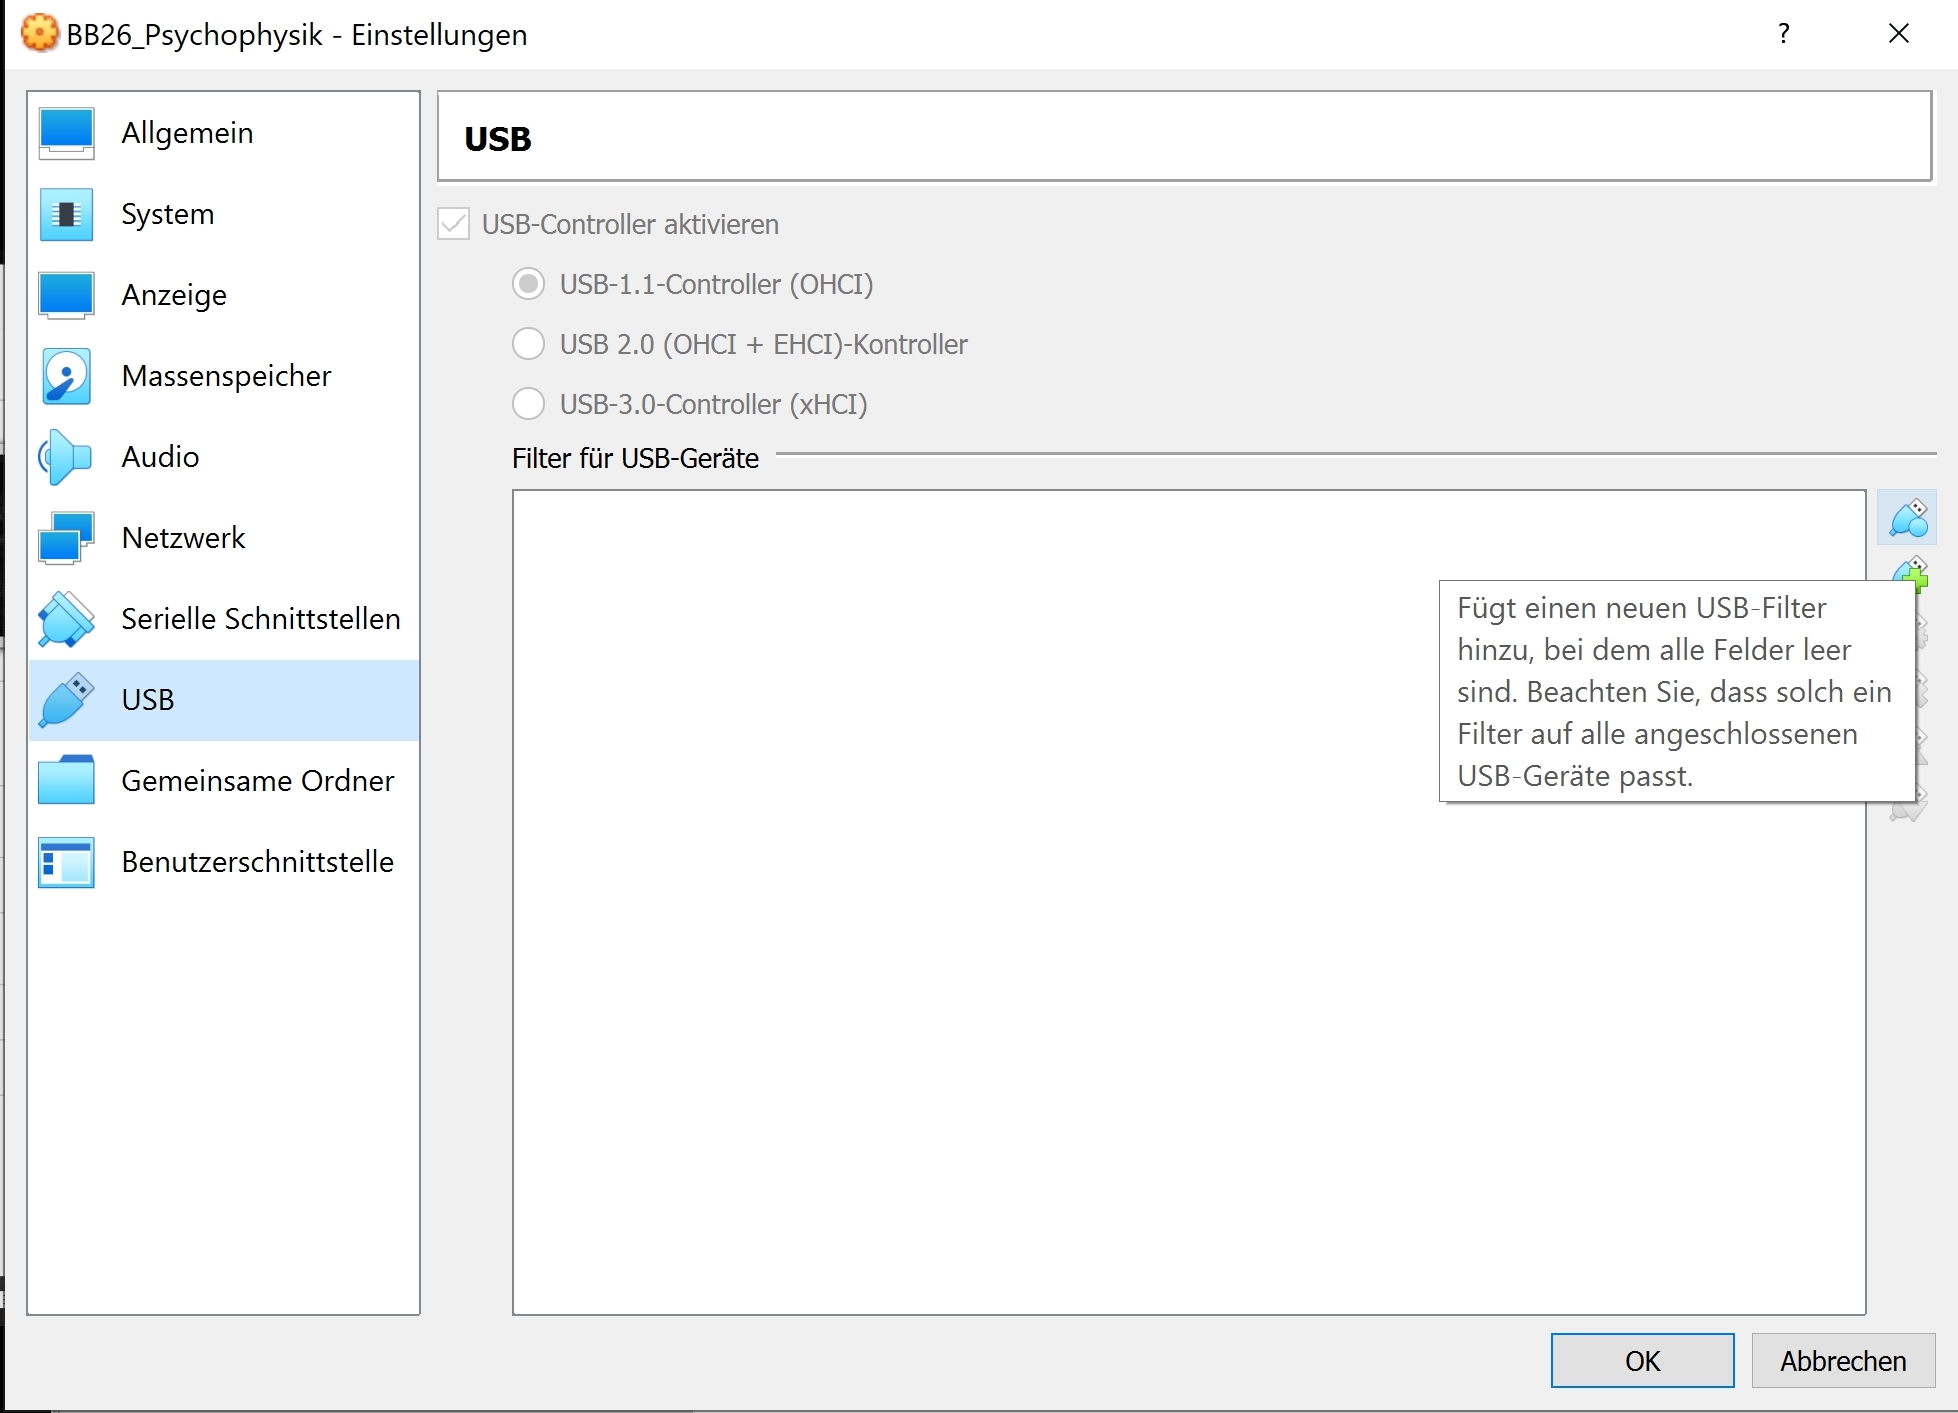 BB26_Psychophysik - Einstellungen
?
Allgemein
System
Anzeige
Massenspeicher
Audio
Netzwerk
Serielle Schnittstellen
USB
Gemeinsame Ordner
Benutzerschnittstelle
USB
USB-Controller aktivieren
USB-1.1-Controller (OHCI)
USB 2.0 (OHCI + EHCI)-Kontroller
USB-3.0-Controller (xHCI)
Filter für USB-Geräte
Fügt einen neuen USB-Filter
hinzu, bei dem alle Felder leer
sind. Beachten Sie, dass solch ein
Filter auf alle angeschlossenen
USB-Geräte passt.
OK
Abbrechen